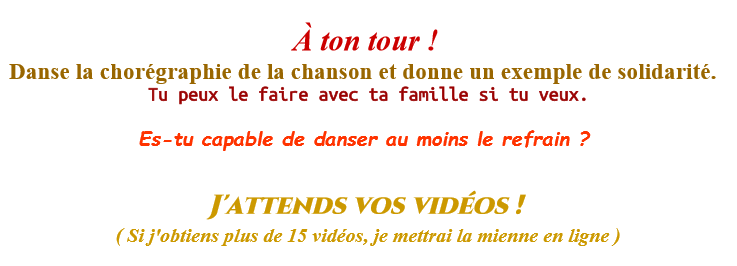 À ton tour !
Danse la chorégraphie de la chanson et donne un exemple de solidarité.
Tu peux le faire avec ta famille si tu veux.
Es-tu capable de danser au moins le refrain ?
J'attends vos vidéos !
( Si j'obtiens plus de 15 vidéos, je mettrai la mienne en ligne )